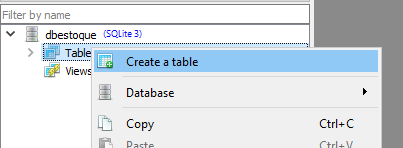 Filter by name
dbestoque (SQLite 3)
Table
Create a table
Views
Database
Copy Ctrl+C
Paste Ctrl+V